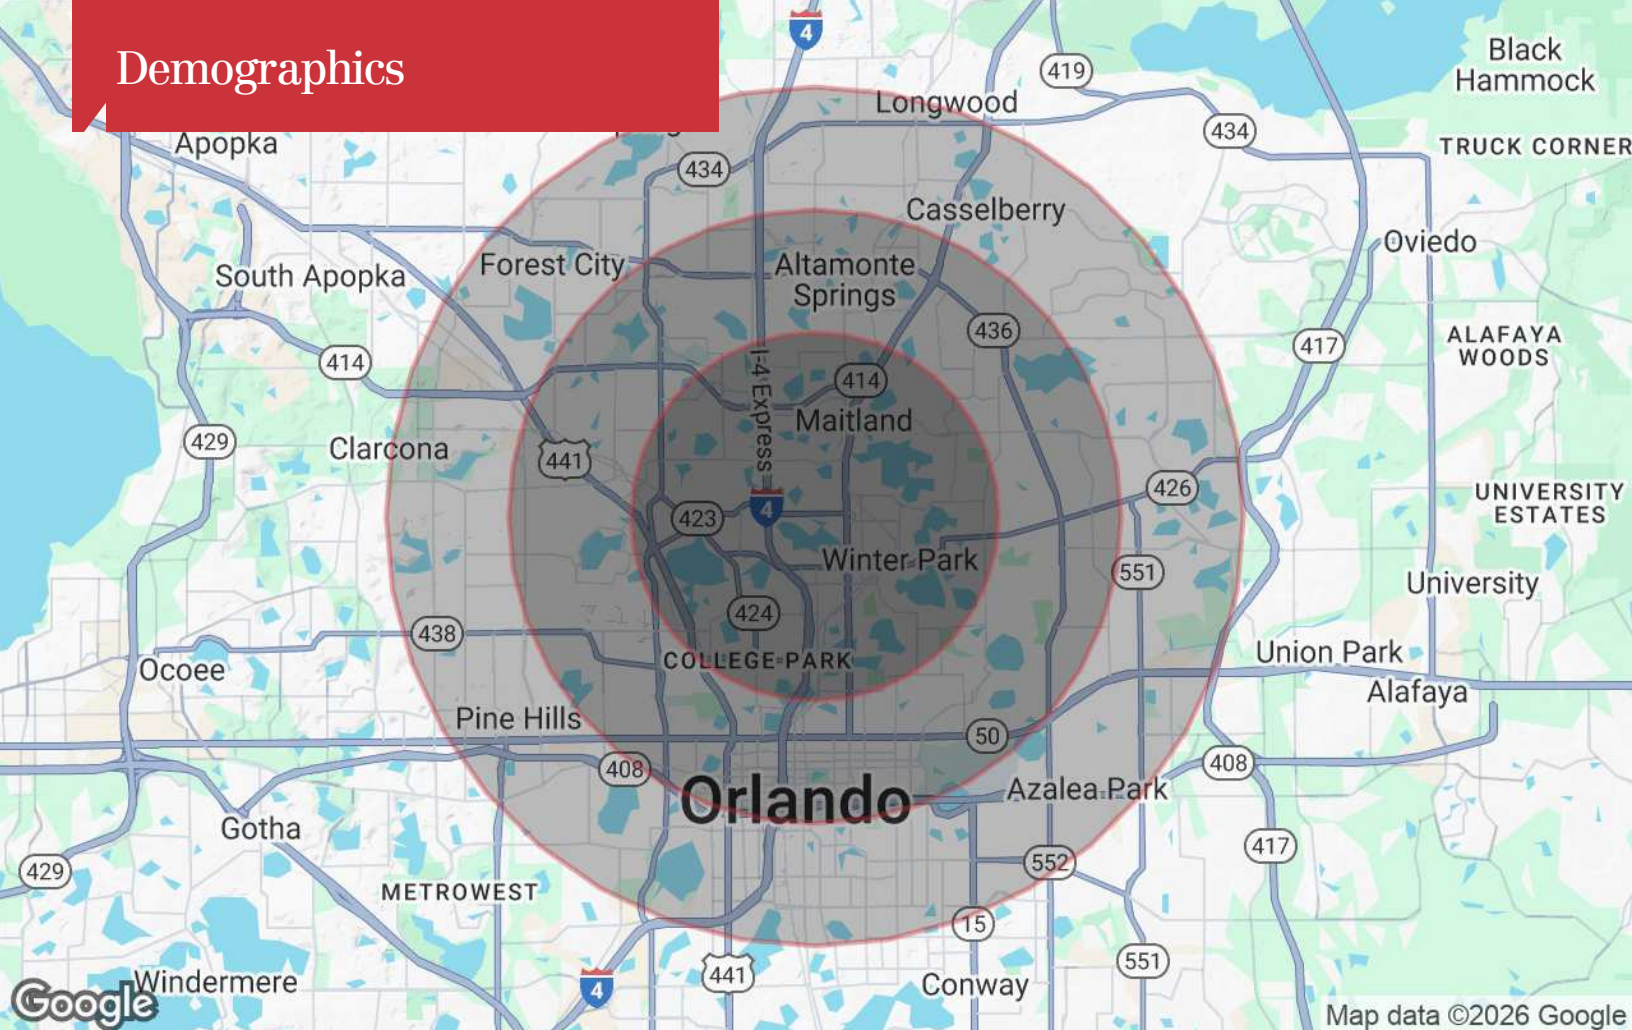 Demographics
4
419
Black
Hammock
Longwood
434
TRUCK CORNER
Apopka
434
Casselberry
Oviedo
Forest City
Altamonte
Springs
South Apopka
436
417
ALAFAYA
WOODS
414
I-4 Express
414
Maitland
429
Clarcona
441
426
UNIVERSITY
ESTATES
423
4
Winter Park
551
University
424
438
COLLEGE PARK
Union Park
Ocoee
Alafaya
Pine Hills
50
408
408
Orlando
Azalea Park
Gotha
417
429
552
METROWEST
15
441
551
Windermere
4
Conway
Google
Map data ©2026 Google